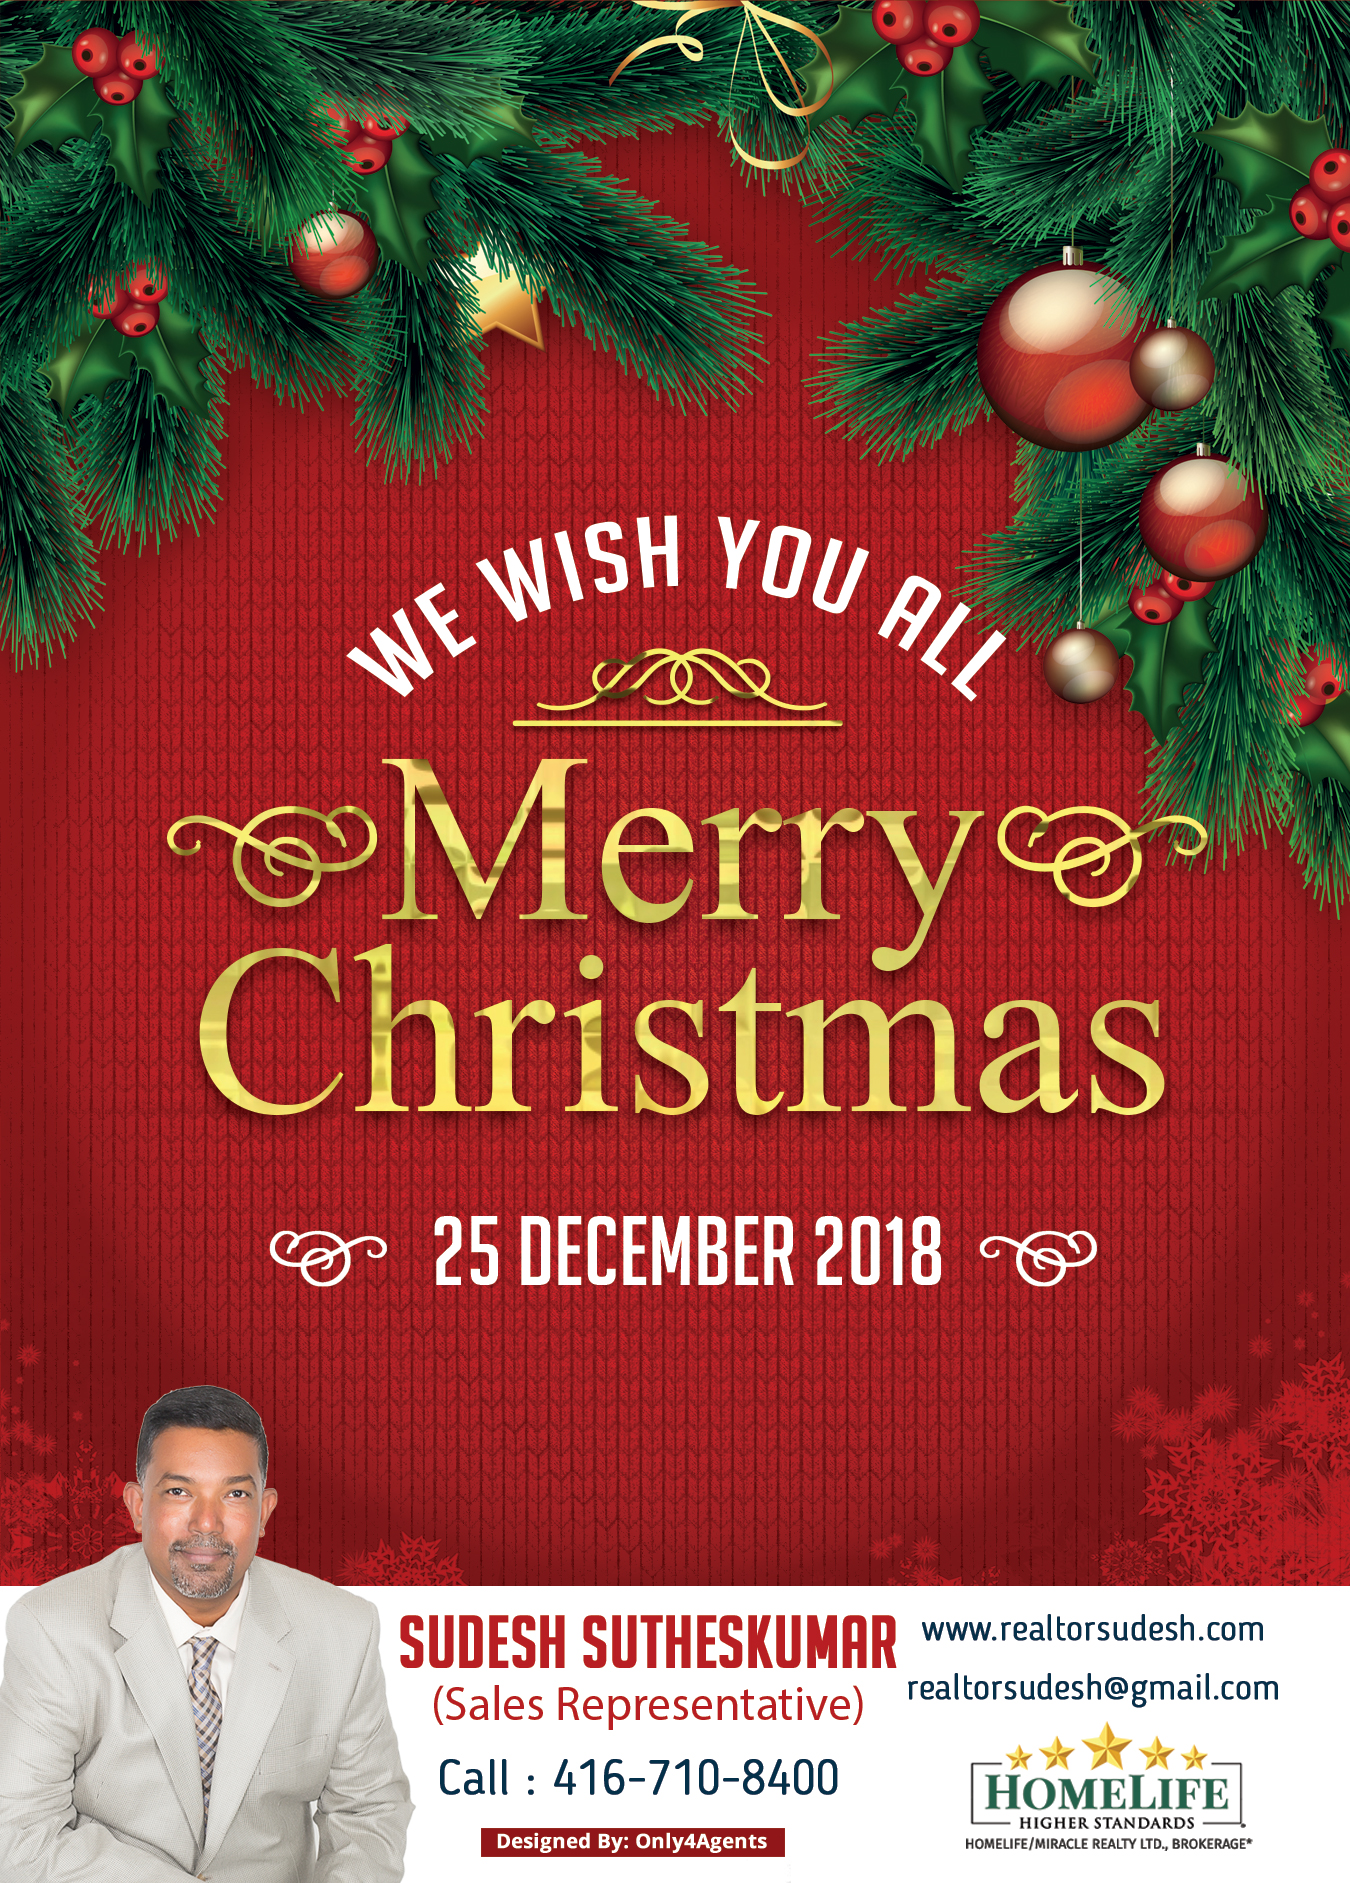 WE WISH YOU ALL
Merry
Christmas
25 DECEMBER 2018
SUDESH SUTHESKUMAR
(Sales Representative)
Call : 416-710-8400
Designed By: Only4Agents
www.realtorsudesh.com
realtorsudesh@gmail.com
HOMELIFE
HIGHER STANDARDS
HOMELIFE/MIRACLE REALTY LTD., BROKERAGE*